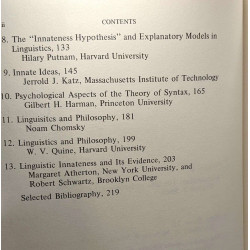 CONTENTS
8. The "Innateness Hypothesis" and Explanatory Models in
Linguistics, 133
Hilary Putnam, Harvard University
9. Innate Ideas, 145
Jerrold J. Katz, Massachusetts Institute of Technology
10. Psychological Aspects of the Theory of Syntax, 165
Gilbert H. Harman, Princeton University
11. Linguisitcs and Philosophy, 181
Noam Chomsky
12. Linguistics and Philosophy, 199
W. V. Quine, Harvard University
13. Linguistic Innateness and Its Evidence, 203
Margaret Atherton, New York University, and
Robert Schwartz, Brooklyn College
Selected Bibliography, 219